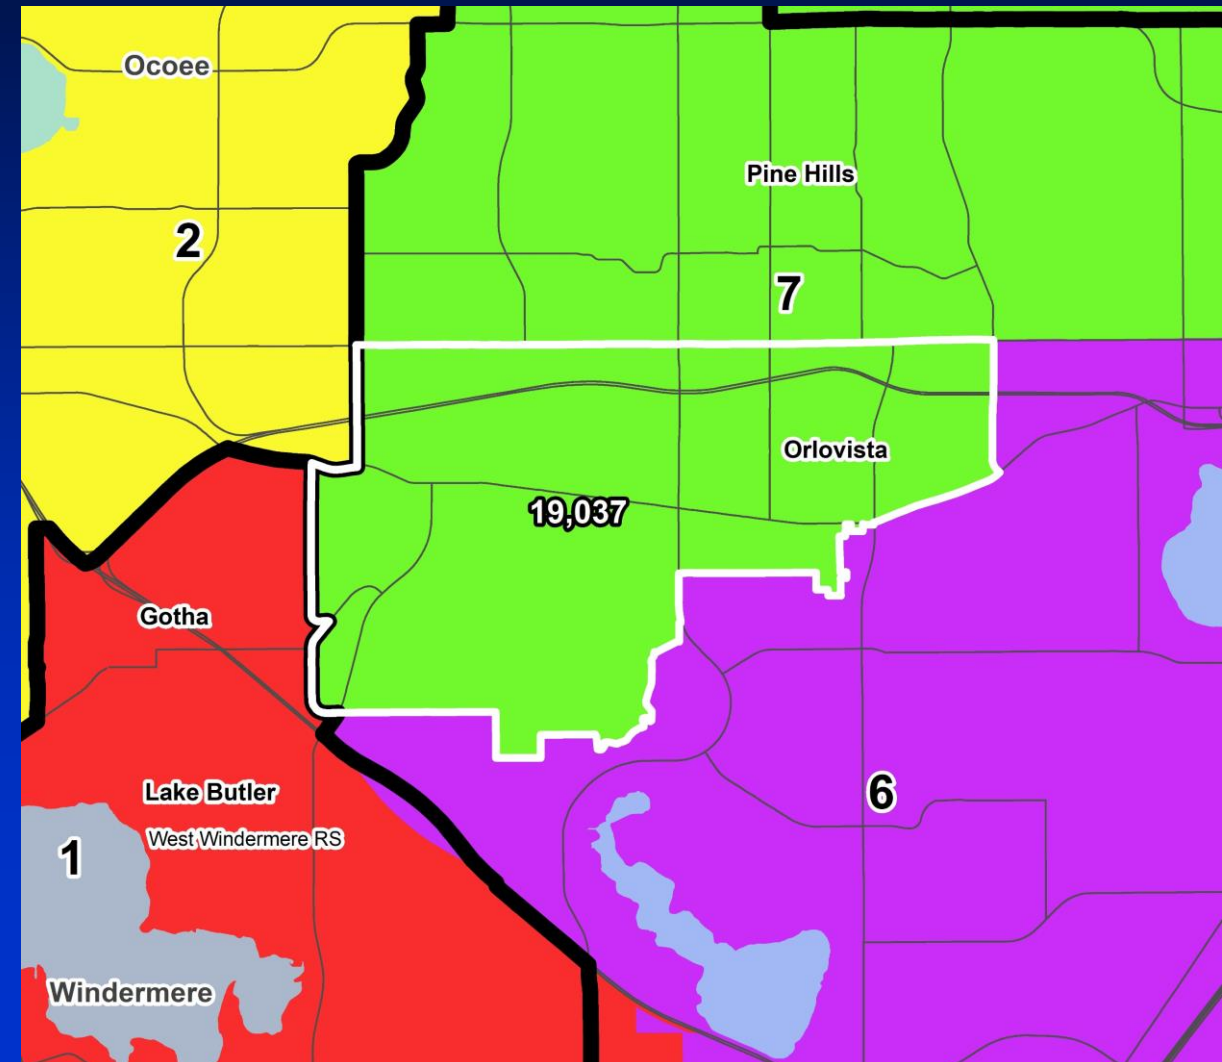 Ocoee
Pine Hills
2
7
Orlovista
19,037
Gotha
Lake Butler
6
West Windermere RS
1
Windermere